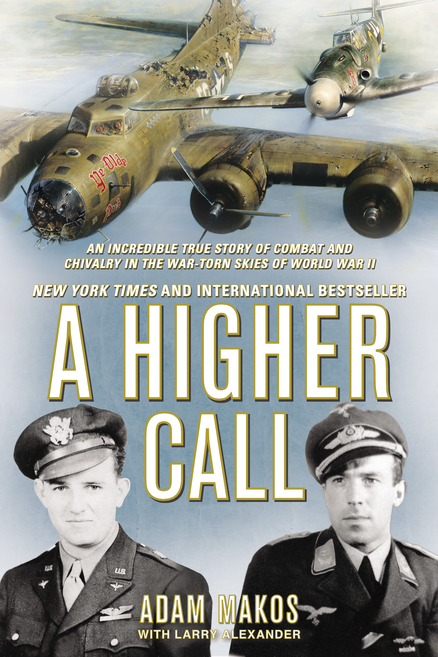 Ye Olde
Pub
AN INCREDIBLE TRUE STORY OF COMBAT AND
CHIVALRY IN THE WAR-TORN SKIES OF WORLD WAR II
NEW YORK TIMES AND INTERNATIONAL BESTSELLER
A HIGHER
CALL
U.S. U.S.
ADAM MAKOS
WITH LARRY ALEXANDER